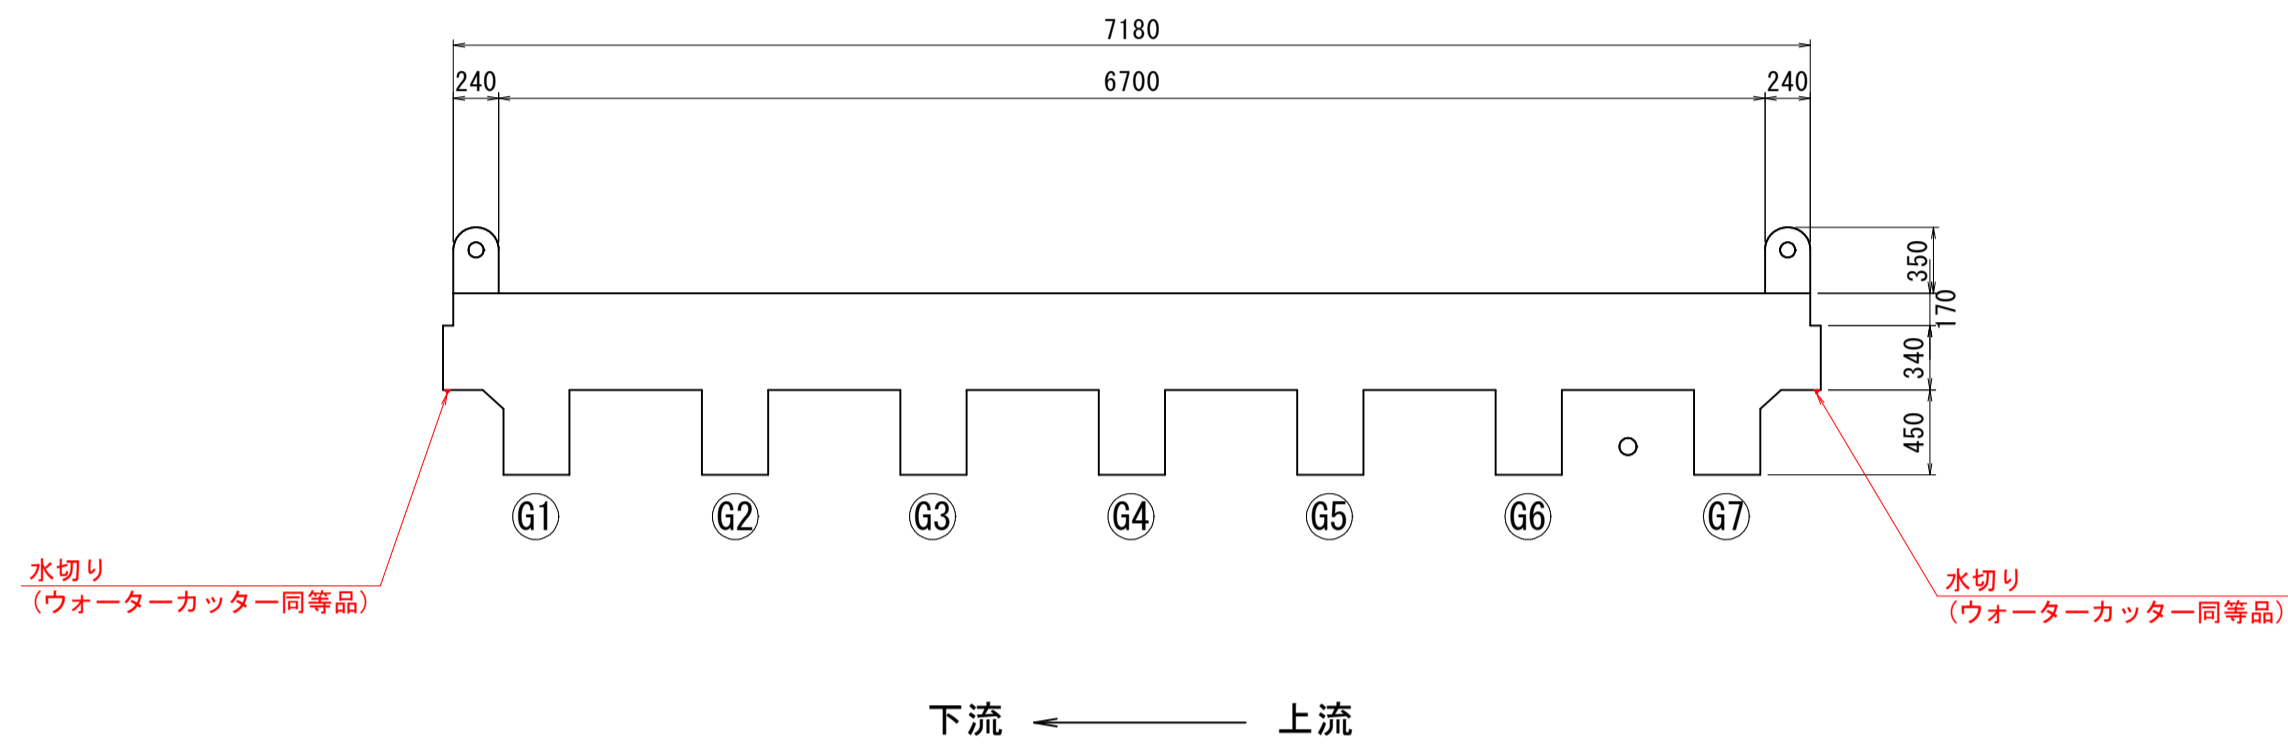 7180
240
6700
240
350
170
340
450
G1
G2
G3
G4
G5
G6
G7
水切り
(ウォーターカッター同等品)
水切り
(ウォーターカッター同等品)
下流
上流